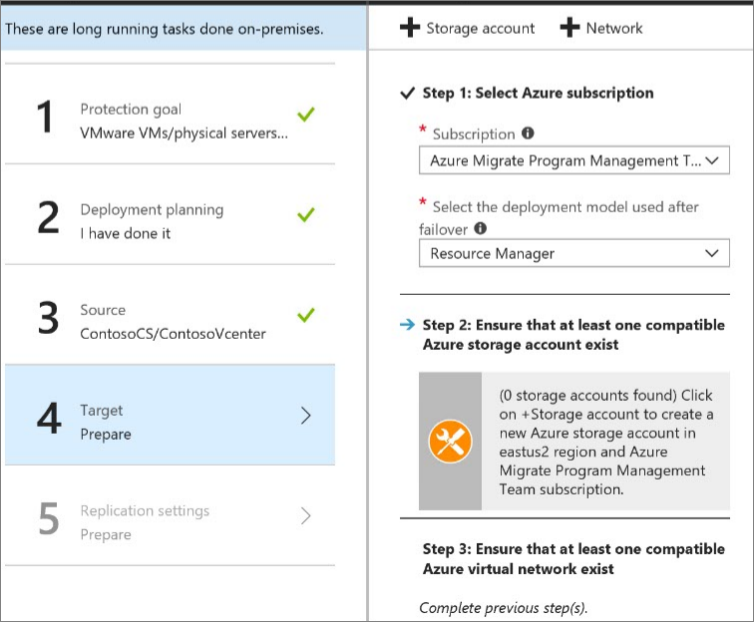 These are long running tasks done on-premises.
1
Protection goal
VMware VMs/physical servers...
2
Deployment planning
I have done it
3
Source
ContosoCS/ContosoVcenter
4
Target
Prepare
5
Replication settings
Prepare
Storage account
Network
Step 1: Select Azure subscription
* Subscription
Azure Migrate Program Management T...
* Select the deployment model used after
failover
Resource Manager
Step 2: Ensure that at least one compatible
Azure storage account exist
(0 storage accounts found) Click
on +Storage account to create a
new Azure storage account in
eastus2 region and Azure
Migrate Program Management
Team subscription.
Step 3: Ensure that at least one compatible
Azure virtual network exist
Complete previous step(s).